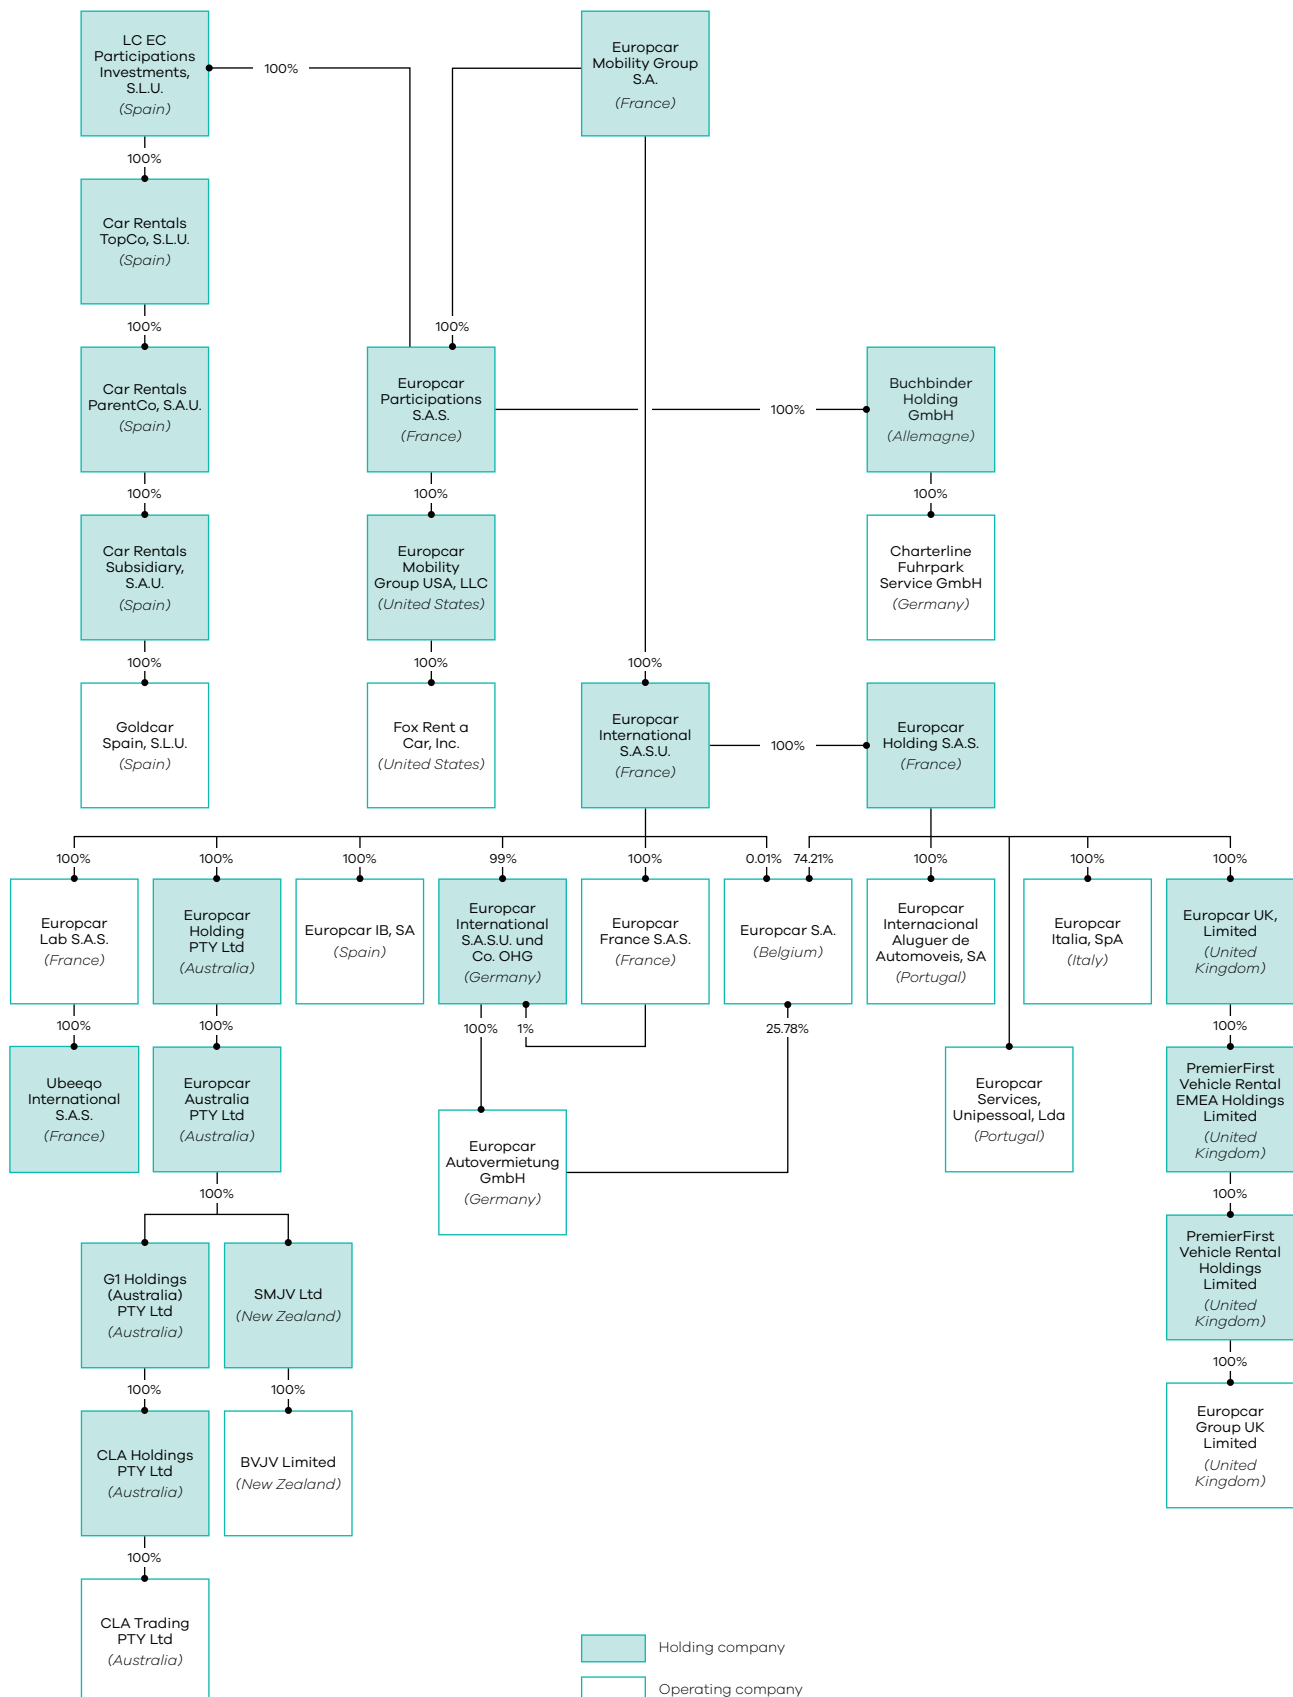 LC EC
Participations
Investments,
S.L.U.
(Spain)
100%
Europcar
Mobility Group
S.A.
(France)
100%
Car Rentals
TopCo, S.L.U.
(Spain)
100%
100%
Car Rentals
ParentCo, S.A.U.
(Spain)
Europcar
Participations
S.A.S.
(France)
100%
Buchbinder
Holding
GmbH
(Allemagne)
100%
100%
100%
Car Rentals
Subsidiary,
S.A.U.
(Spain)
Europcar
Mobility
Group USA, LLC
(United States)
Charterline
Fuhrpark
Service GmbH
(Germany)
100%
100%
100%
Goldcar
Spain, S.L.U.
(Spain)
Fox Rent a
Car, Inc.
(United States)
Europcar
International
S.A.S.U.
(France)
100%
Europcar
Holding S.A.S.
(France)
100%
100%
100%
99%
100%
0.01%
74.21%
100%
100%
100%
Europcar
Lab S.A.S.
(France)
Europcar
Holding
PTY Ltd
(Australia)
Europcar IB, SA
(Spain)
Europcar
International
S.A.S.U. und
Co. OHG
(Germany)
Europcar
France S.A.S.
(France)
Europcar S.A.
(Belgium)
Europcar
Internacional
Aluguer de
Automoveis, SA
(Portugal)
Europcar
Italia, SpA
(Italy)
Europcar UK,
Limited
(United
Kingdom)
100%
100%
100%
1%
25.78%
100%
Ubeeqo
International
S.A.S.
(France)
Europcar
Australia
PTY Ltd
(Australia)
Europcar
Autovermietung
GmbH
(Germany)
Europcar
Services,
Unipessoal, Lda
(Portugal)
PremierFirst
Vehicle Rental
EMEA Holdings
Limited
(United
Kingdom)
100%
100%
G1 Holdings
(Australia)
PTY Ltd
(Australia)
SMJV Ltd
(New Zealand)
PremierFirst
Vehicle Rental
Holdings
Limited
(United
Kingdom)
100%
100%
100%
CLA Holdings
PTY Ltd
(Australia)
BVJV Limited
(New Zealand)
Europcar
Group UK
Limited
(United
Kingdom)
100%
CLA Trading
PTY Ltd
(Australia)
Holding company
Operating company